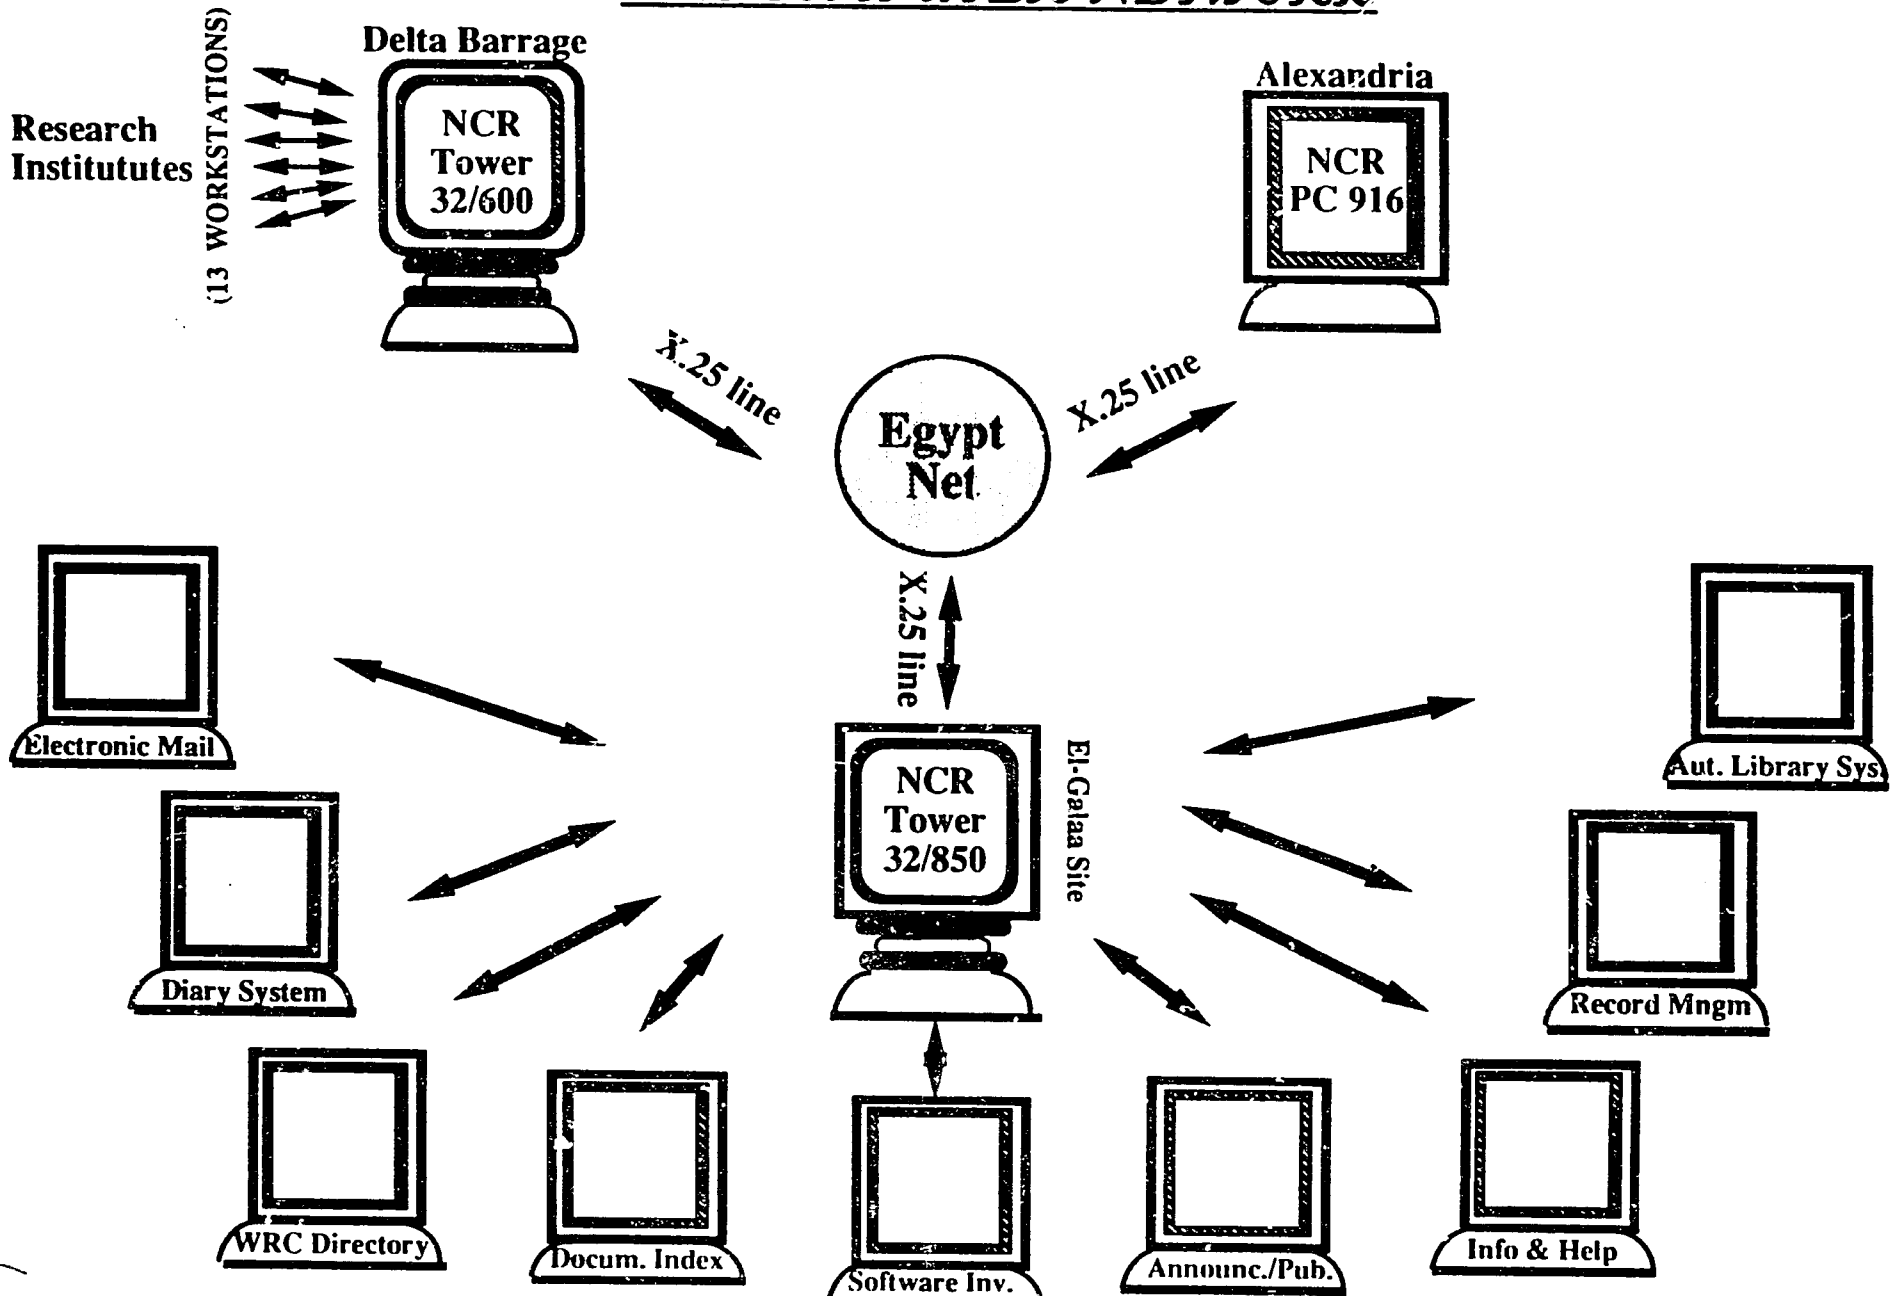 Delta Barrage
Alexandria
Research
Institututes
(13 WORKSTATIONS)
NCR
Tower
32/600
NCR
PC 916
X.25 line
X.25 line
Egypt
Net
X.25 line
Electronic Mail
Aut. Library Sys.
NCR
Tower
32/850
El-Galaa Site
Diary System
Record Mngm
WRC Directory
Docum. Index
Software Inv.
Announc./Pub.
Info & Help